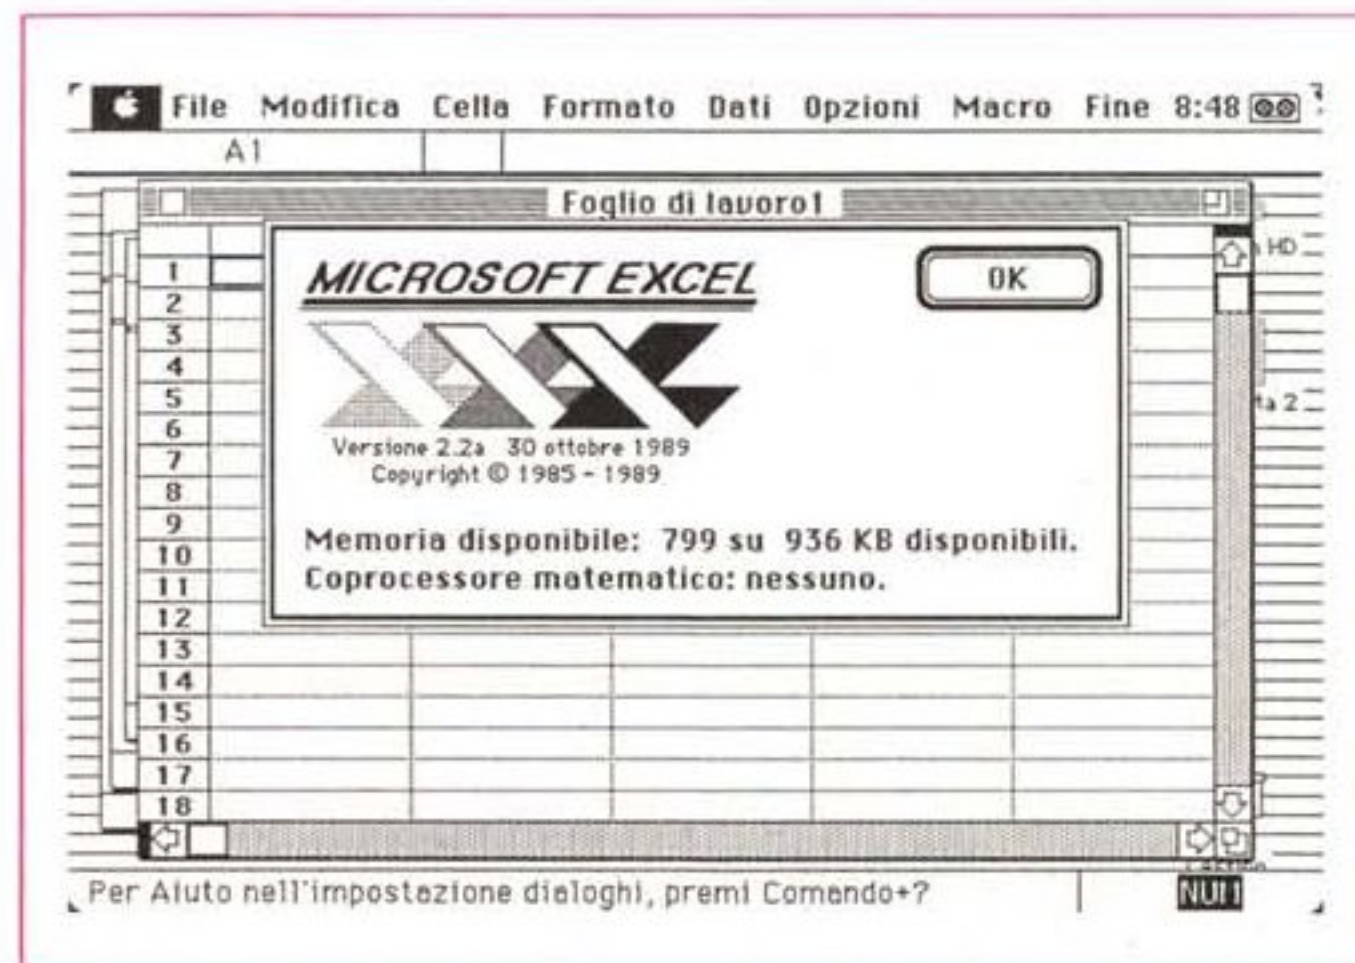 File Modifica Cella Formato Dati Opzioni Macro Fine 8:48
A1
Foglio di lavoro1
HD
1
MICROSOFT EXCEL
OK
2
3
4
5
ta 2
6
Versione 2.2a 30 ottobre 1989
7
Copyright © 1985 - 1989
8
9
Memoria disponibile: 799 su 936 KB disponibili.
10
Coprocessore matematico: nessuno.
11
12
13
14
15
16
17
18
Per Aiuto nell'impostazione dialoghi, premi Comando+?
NUM